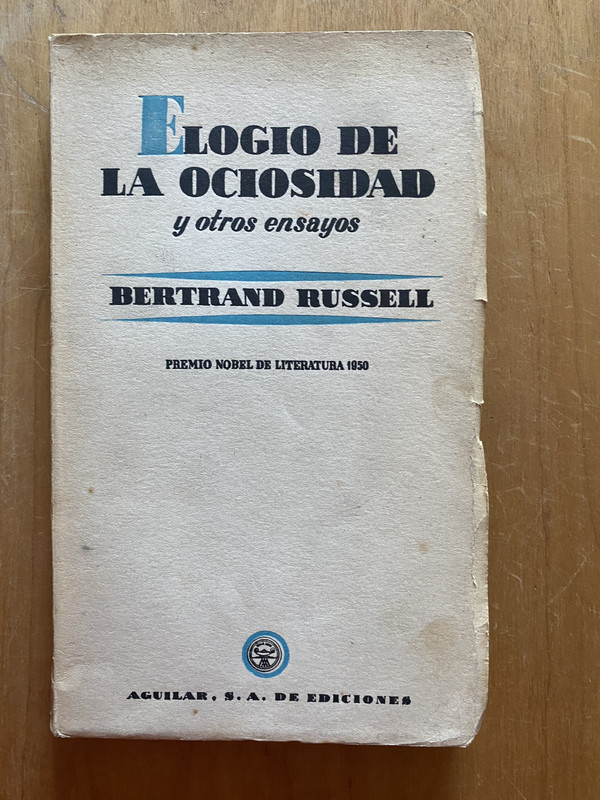 ELOGIO DE
LA OCIOSIDAD
y otros ensayos
BERTRAND RUSSELL
PREMIO NOBEL DE LITERATURA 1950
AGUILAR, S. A. DE EDICIONES